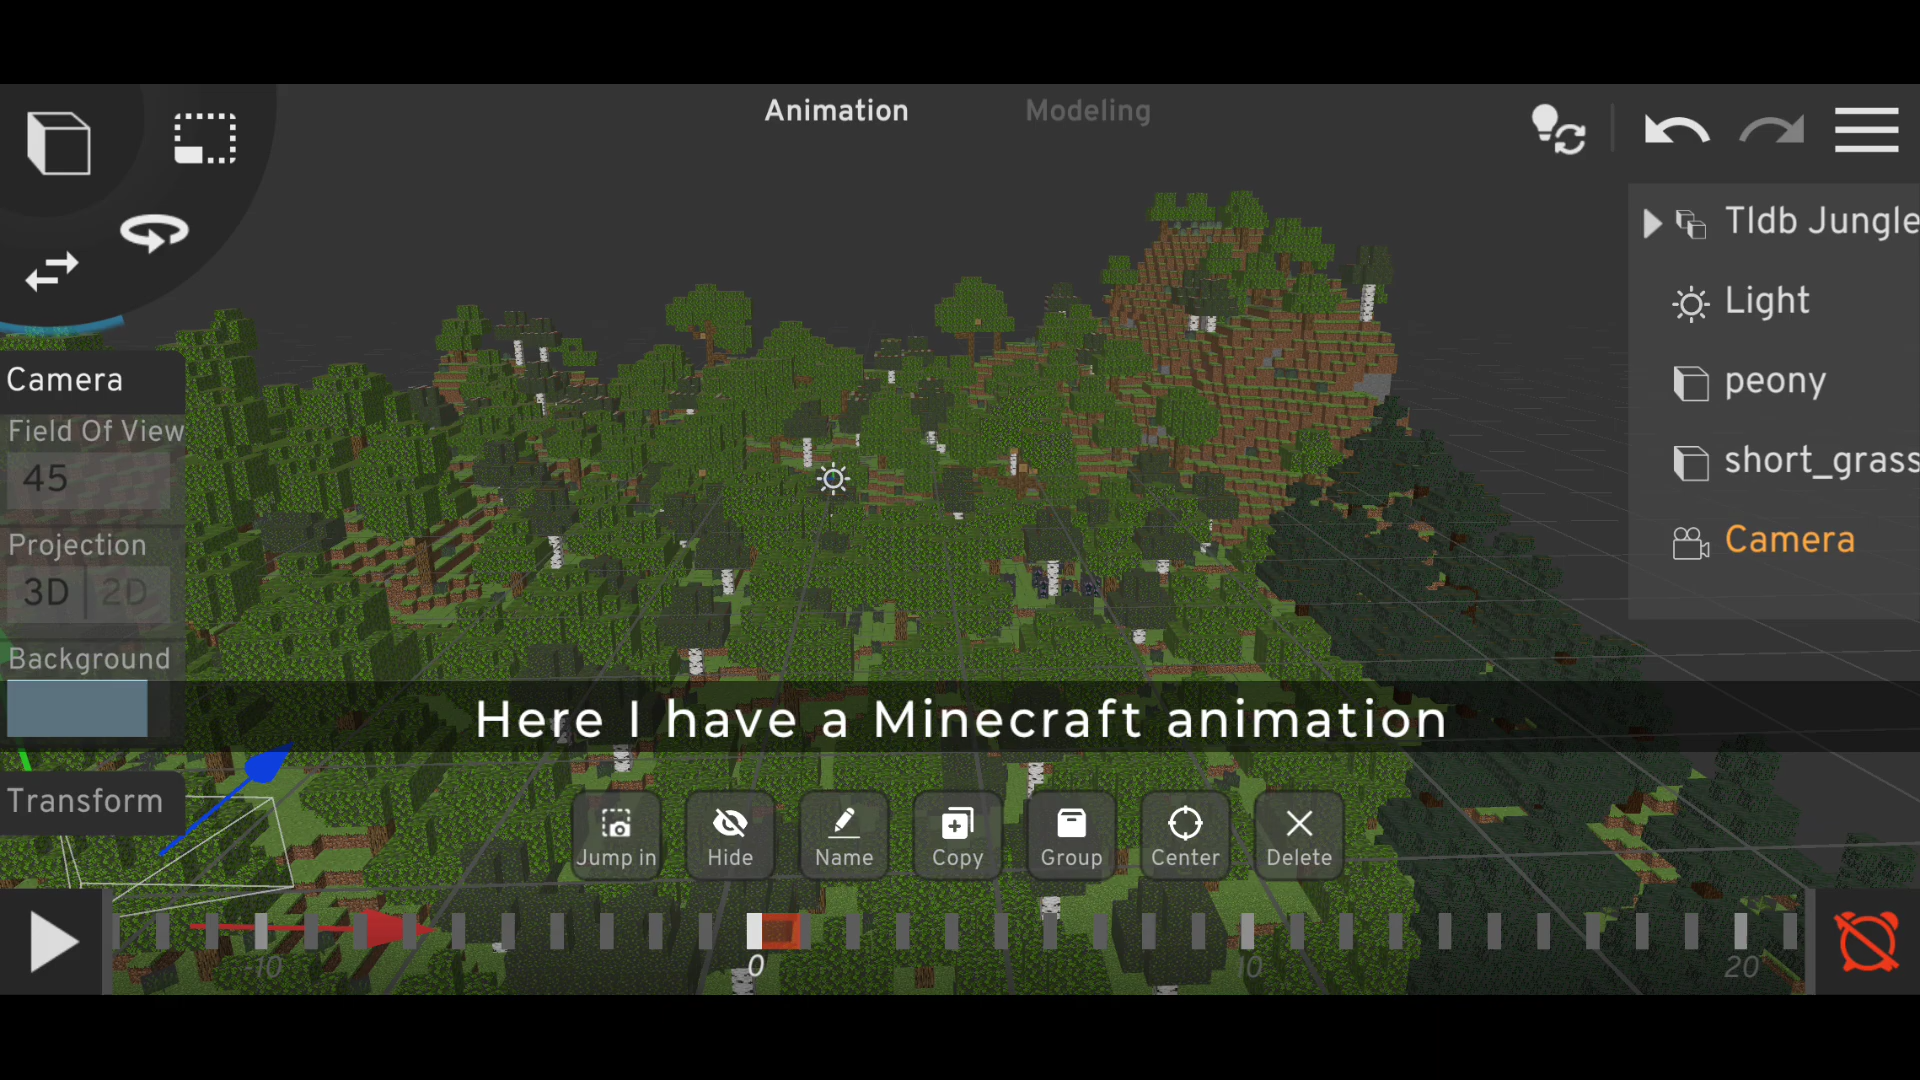 Animation
Modeling
Tldb Jungle
Light
peony
short_grass
Camera
Camera
Field Of View
45
Projection
3D | 2D
Background
Here I have a Minecraft animation
Transform
Jump in
Hide
Name
Copy
Group
Center
Delete
-10
0
10
20